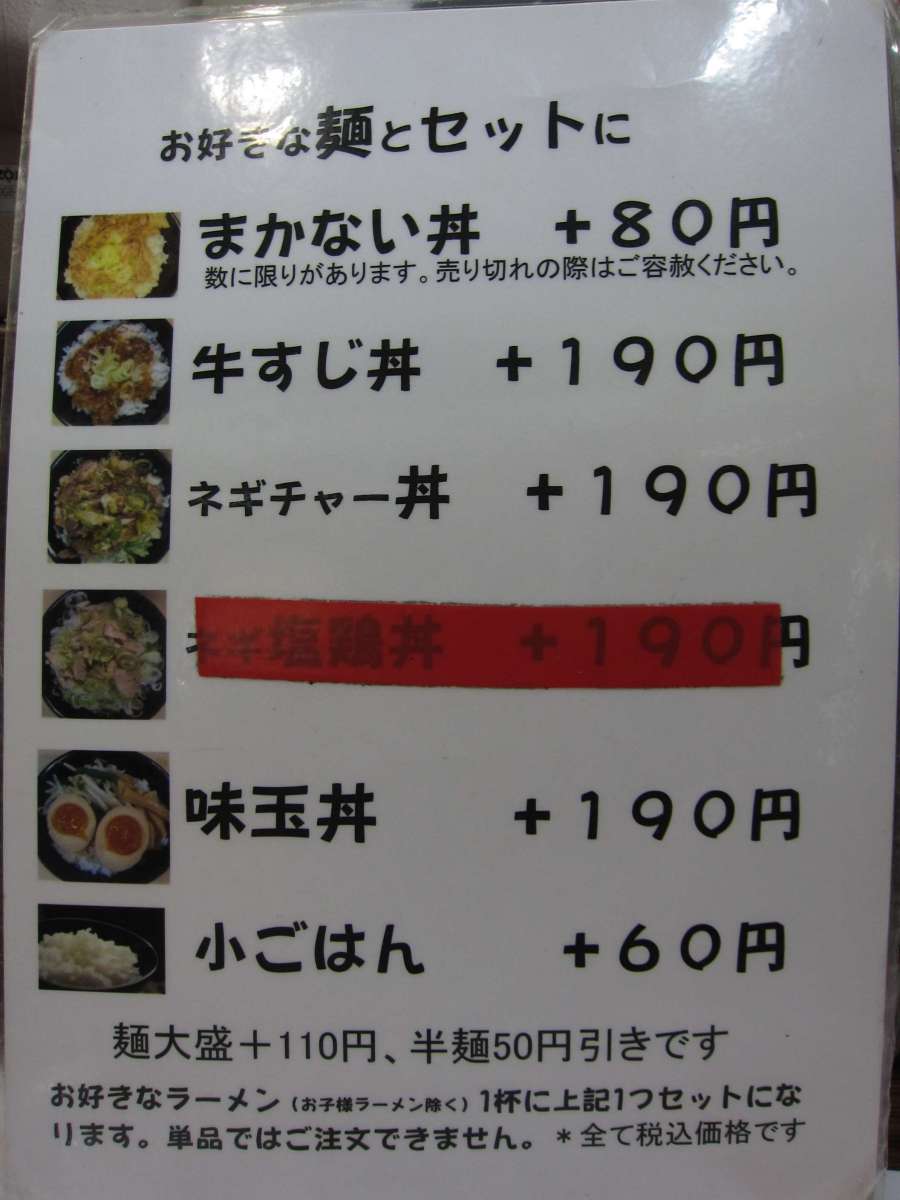 お好きな麺とセットに
まかない丼 +80円
数に限りがあります。売り切れの際はご容赦ください。
牛すじ丼 +190円
ネギチャー丼 +190円
ネギ塩鶏丼 +190円
味玉丼 +190円
小ごはん +60円
麺大盛+110円、半麺50円引きです
お好きなラーメン(お子様ラーメン除く)1杯に上記1つセットにな
ります。単品ではご注文できません。*全て税込価格です